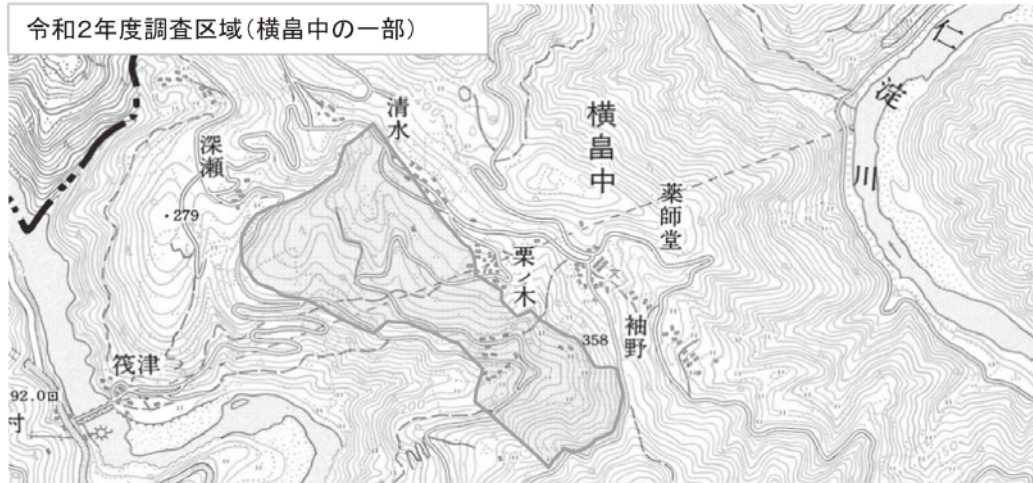 令和2年度調査区域(横畠中の一部)
仁淀川
清水
横畠中
深瀬
薬師堂
・279
栗ノ木
袖野
358
筏津
92.0
村
200